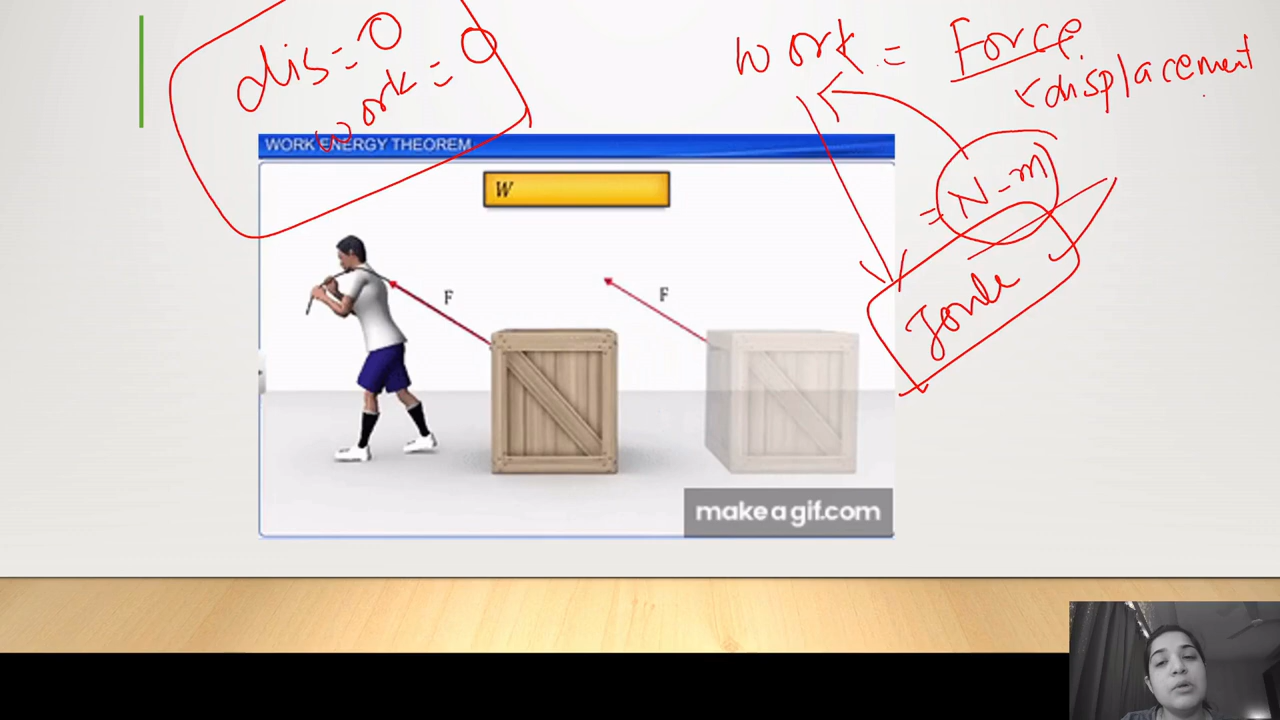 dis = 0
work = 0
work = Force
× displacement
= N-m
Joule
WORK ENERGY THEOREM
W
F
F
makeagif.com